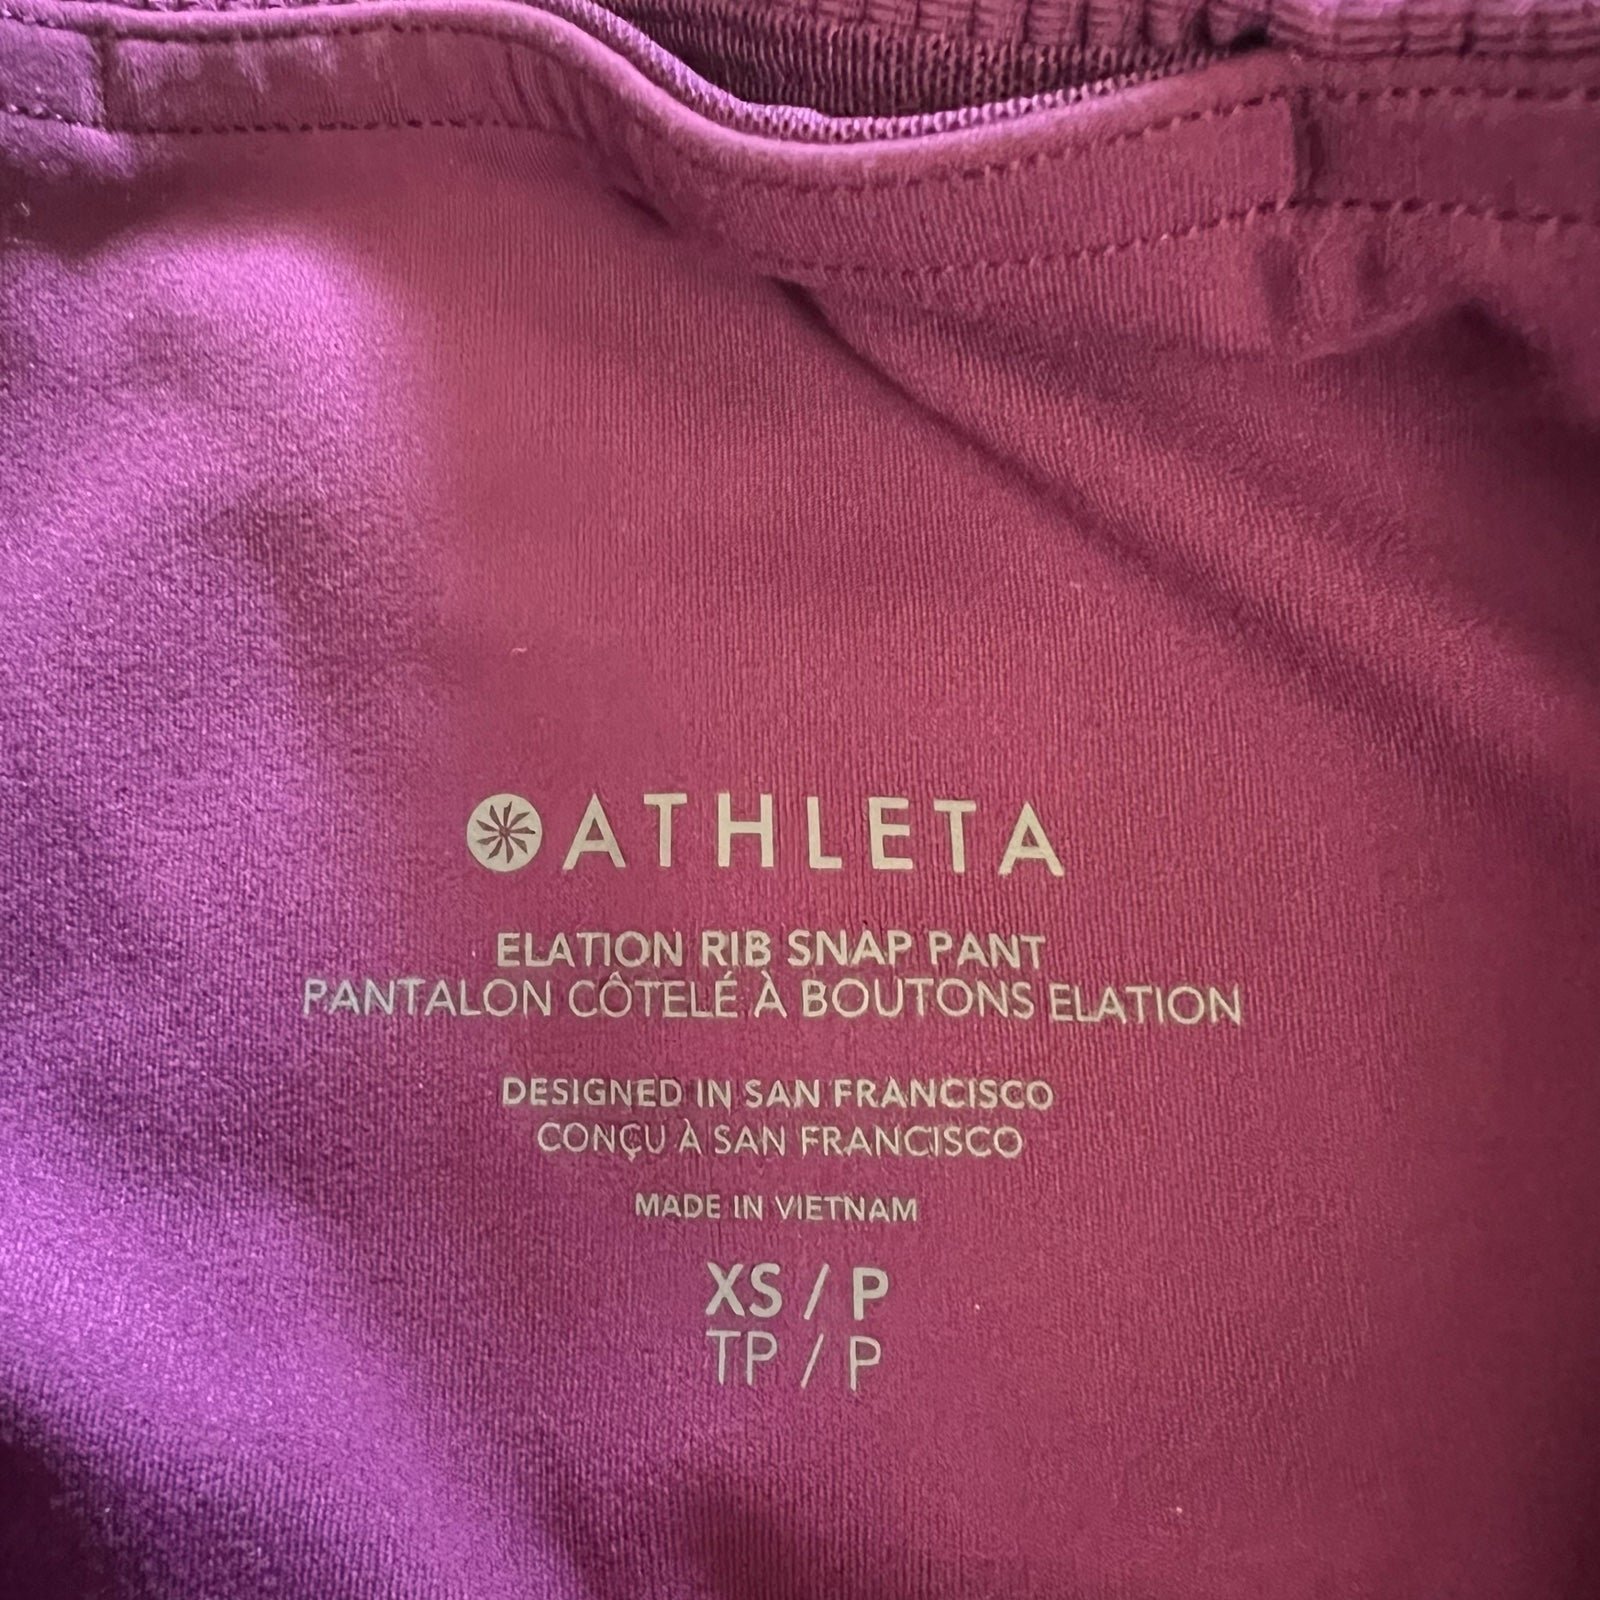 ATHLETA
ELATION RIB SNAP PANT
PANTALON CÔTELÉ À BOUTONS ELATION
DESIGNED IN SAN FRANCISCO
CONÇU À SAN FRANCISCO
MADE IN VIETNAM
XS / P
TP / P